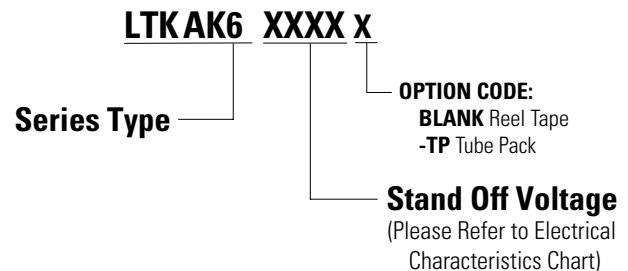 LTKAK6 XXXX x
OPTION CODE:
BLANK Reel Tape
-TP Tube Pack
Series Type
Stand Off Voltage
(Please Refer to Electrical
Characteristics Chart)